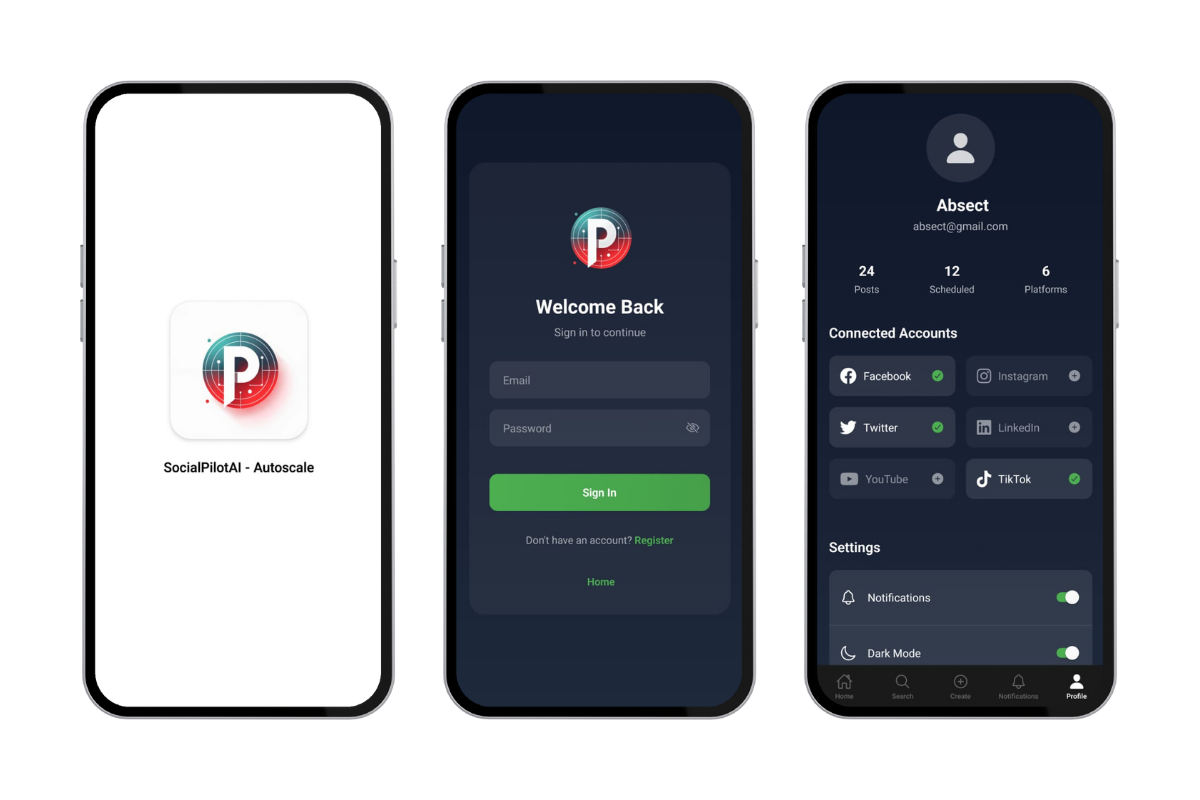 P
SocialPilotAI - Autoscale
P
Welcome Back
Sign in to continue
Email
Password
Sign In
Don't have an account? Register
Home
Absect
absect@gmail.com
24 12 6
Posts Scheduled Platforms
Connected Accounts
Facebook Instagram
Twitter LinkedIn
YouTube TikTok
Settings
Notifications
Dark Mode
Home Search Create Notifications Profile